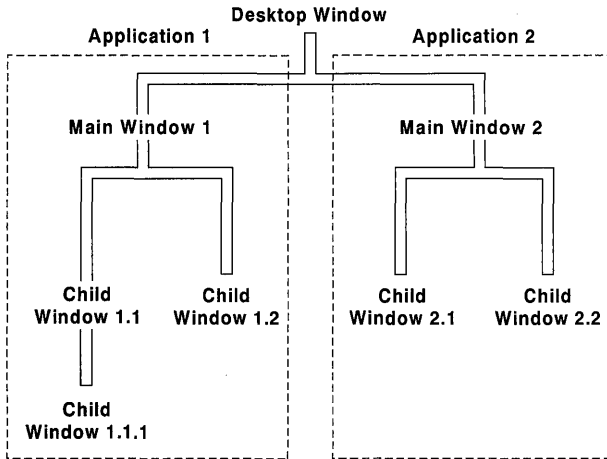 Desktop Window
Application 1
Application 2
Main Window 1
Main Window 2
Child
Window 1.1
Child
Window 1.2
Child
Window 2.1
Child
Window 2.2
Child
Window 1.1.1